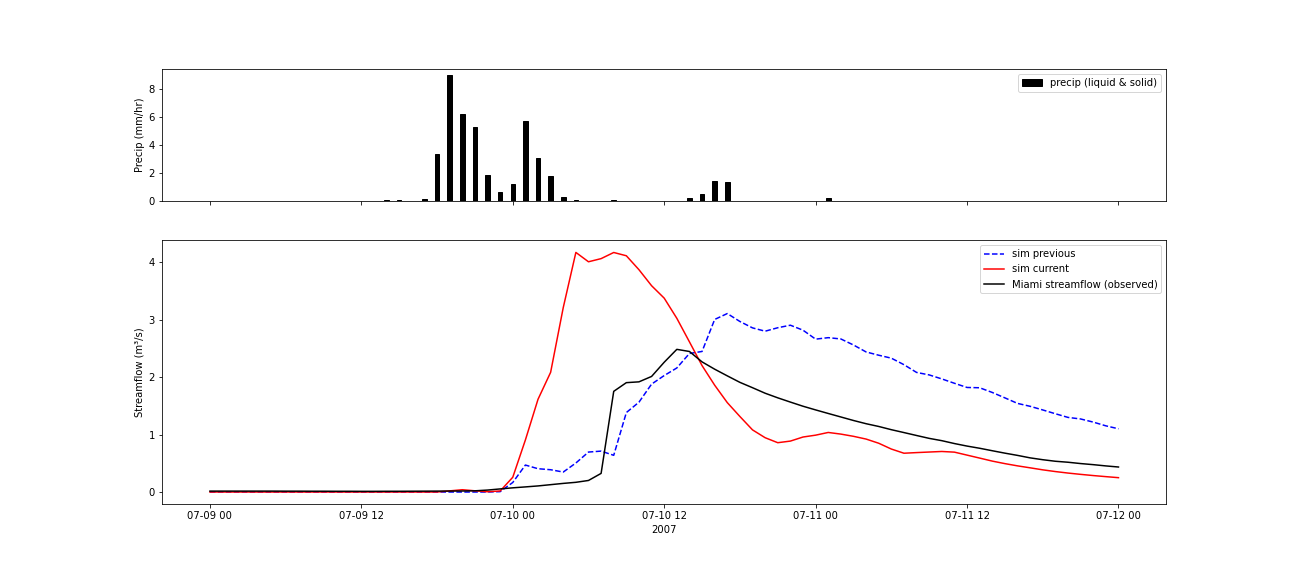 precip (liquid & solid)
Precip (mm/hr)
8
6
4
2
0
sim previous
sim current
Miami streamflow (observed)
Streamflow (m³/s)
4
3
2
1
0
07-09 00 07-09 12 07-10 00 07-10 12 07-11 00 07-11 12 07-12 00
2007